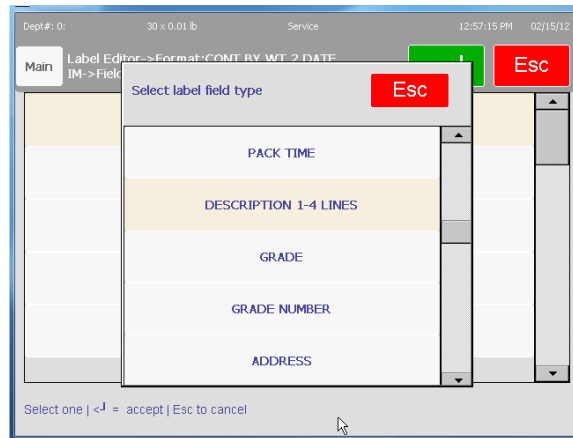 Dept#: 0: 30 x 0.01 lb Service 12:57:15 PM 02/15/12
Main
Label Editor->Format:CONT BY WT 2 DATE
IM->Field
Esc
Select label field type
Esc
PACK TIME
DESCRIPTION 1-4 LINES
GRADE
GRADE NUMBER
ADDRESS
Select one | <┘ = accept | Esc to cancel